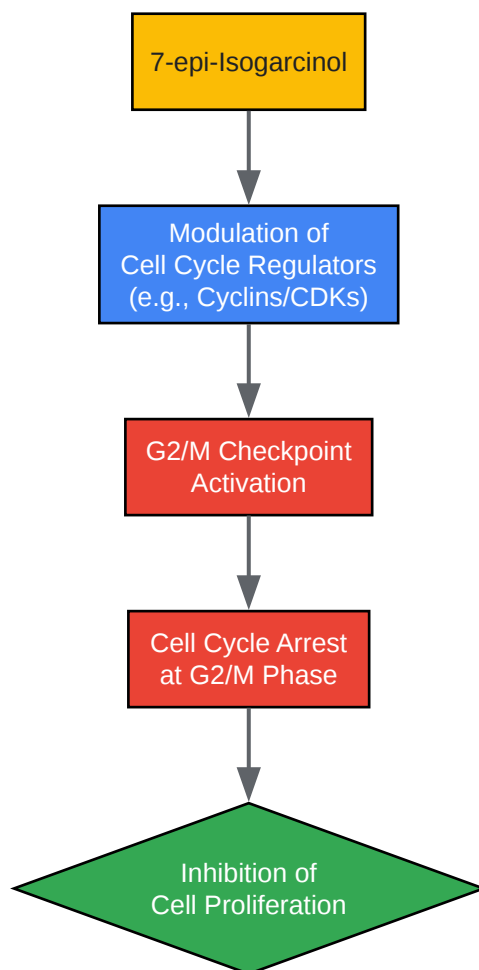 7-epi-Isogarcinol
Modulation of
Cell Cycle Regulators
(e.g., Cyclins/CDKs)
G2/M Checkpoint
Activation
Cell Cycle Arrest
at G2/M Phase
Inhibition of
Cell Proliferation